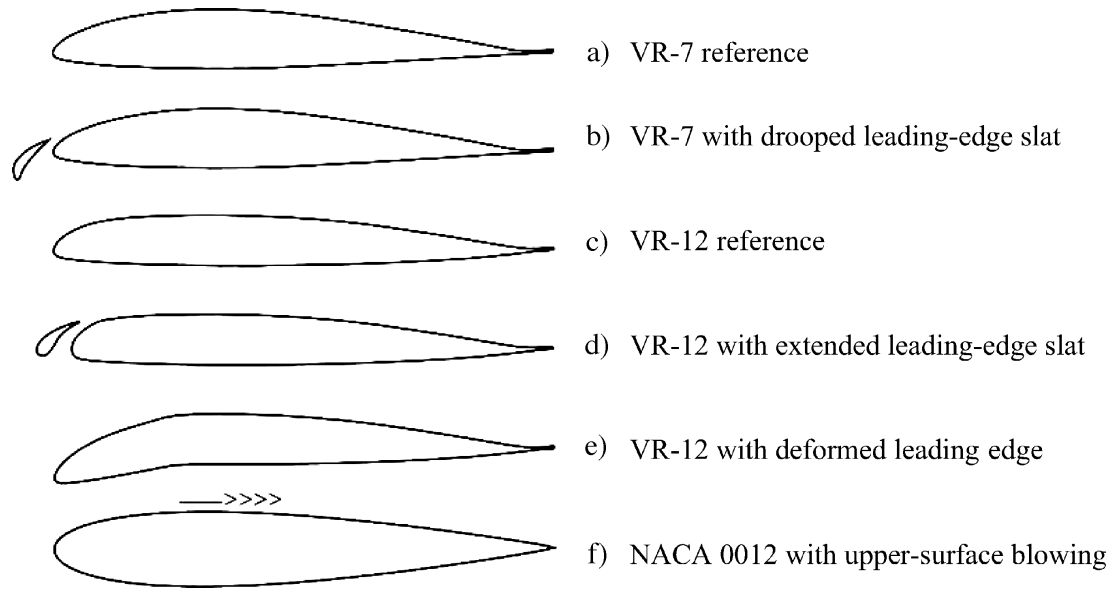 a) VR-7 reference
b) VR-7 with drooped leading-edge slat
c) VR-12 reference
d) VR-12 with extended leading-edge slat
e) VR-12 with deformed leading edge
>>>>
f) NACA 0012 with upper-surface blowing